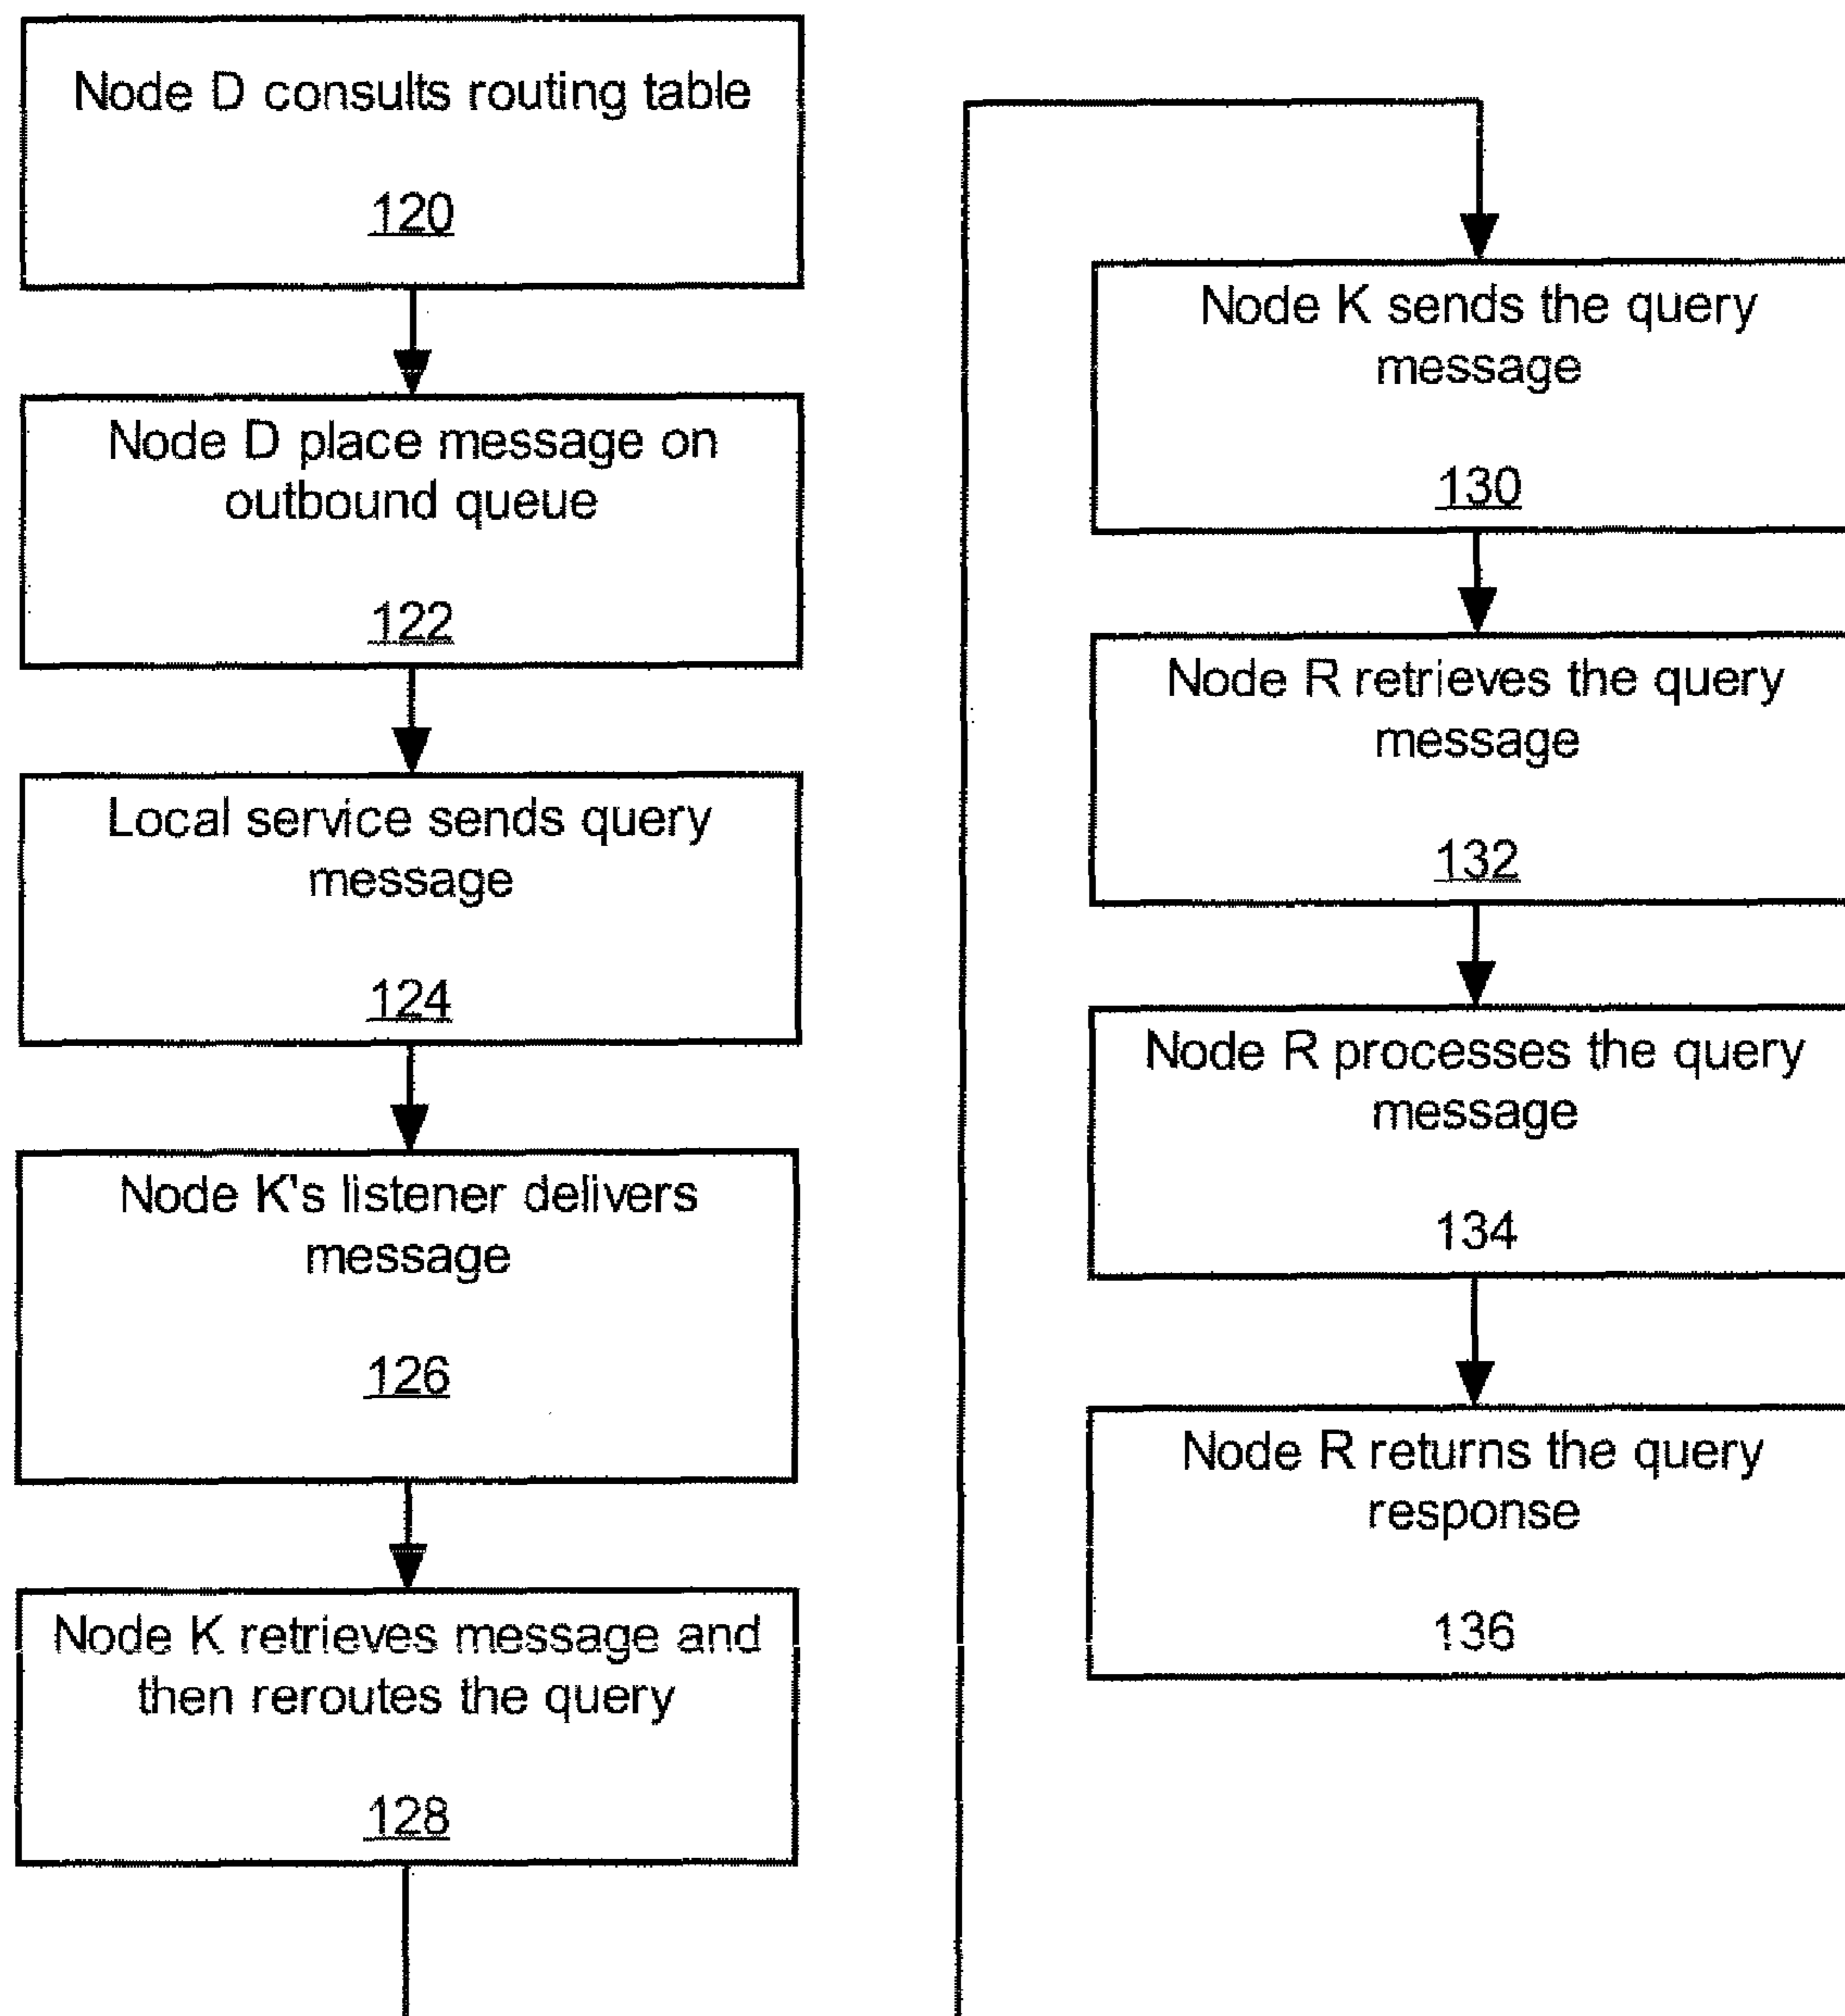 Node D consults routing table
120
Node D place message on
outbound queue
122
Local service sends query
message
124
Node K's listener delivers
message
126
Node K retrieves message and
then reroutes the query
128
Node K sends the query
message
130
Node R retrieves the query
message
132
Node R processes the query
message
134
Node R returns the query
response
136